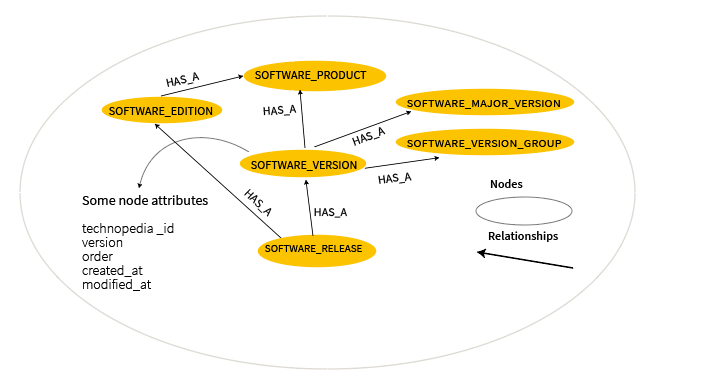 HAS_A
SOFTWARE_PRODUCT
SOFTWARE_EDITION
HAS_A
SOFTWARE_MAJOR_VERSION
HAS_A
SOFTWARE_VERSION_GROUP
SOFTWARE_VERSION
HAS_A
Nodes
Some node attributes
HAS_A
HAS_A
technopedia _id
version
order
created_at
modified_at
Relationships
SOFTWARE_RELEASE